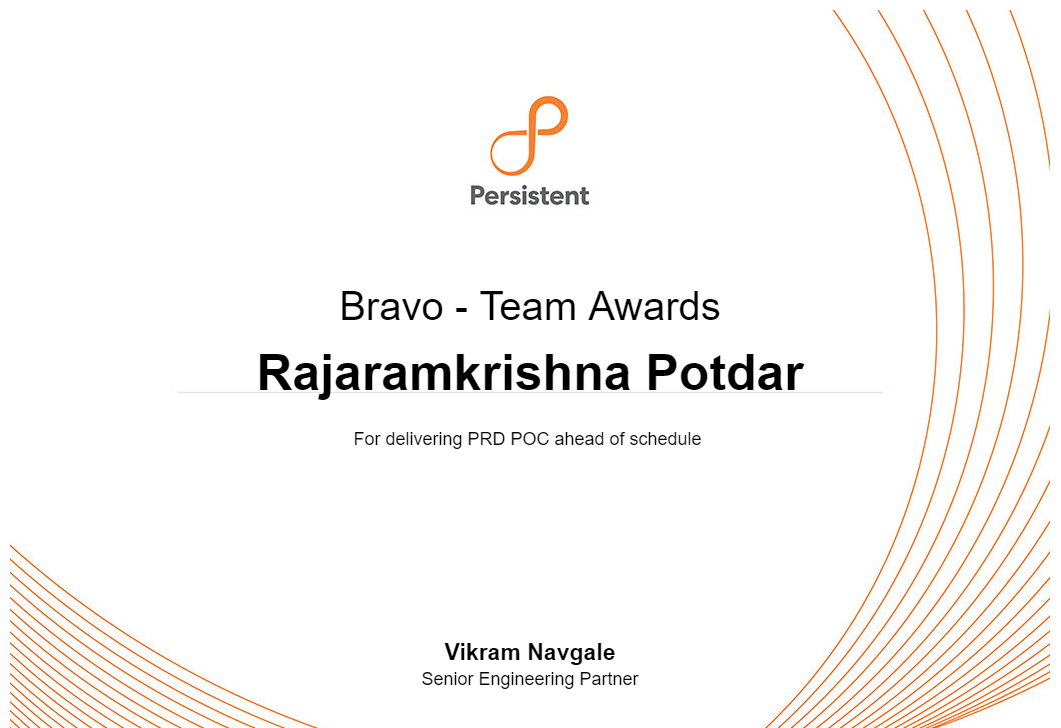 Persistent
Bravo - Team Awards
Rajaramkrishna Potdar
For delivering PRD POC ahead of schedule
Vikram Navgale
Senior Engineering Partner